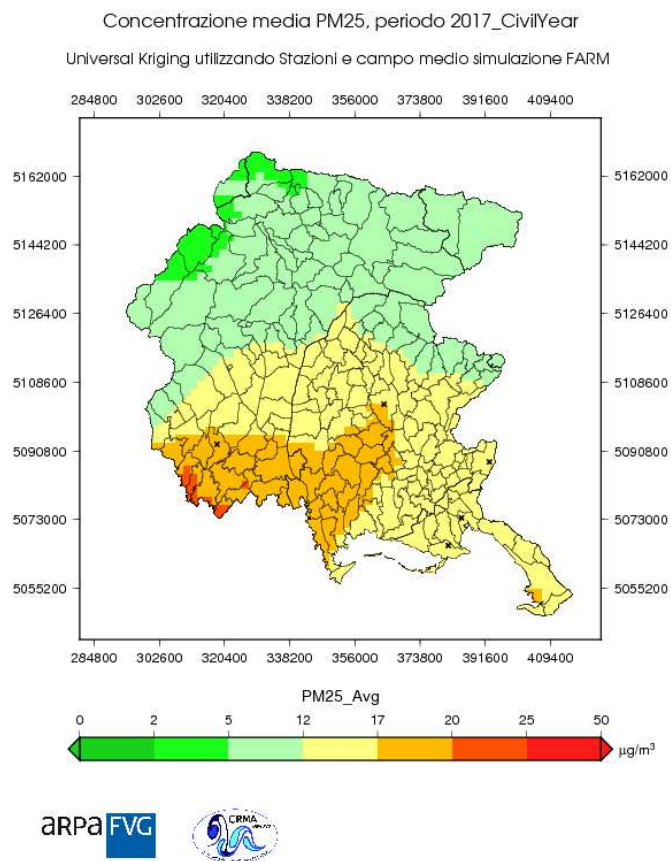 Concentrazione media PM25, periodo 2017_CivilYear
Universal Kriging utilizzando Stazioni e campo medio simulazione FARM
284800 302600 320400 338200 356000 373800 391600 409400
5162000 5162000
5144200 5144200
5126400 5126400
5108600 5108600
5090800 5090800
5073000 5073000
5055200 5055200
284800 302600 320400 338200 356000 373800 391600 409400
PM25_Avg
0 2 5 12 17 20 25 50
µg/m³
arpa FVG
CRMA